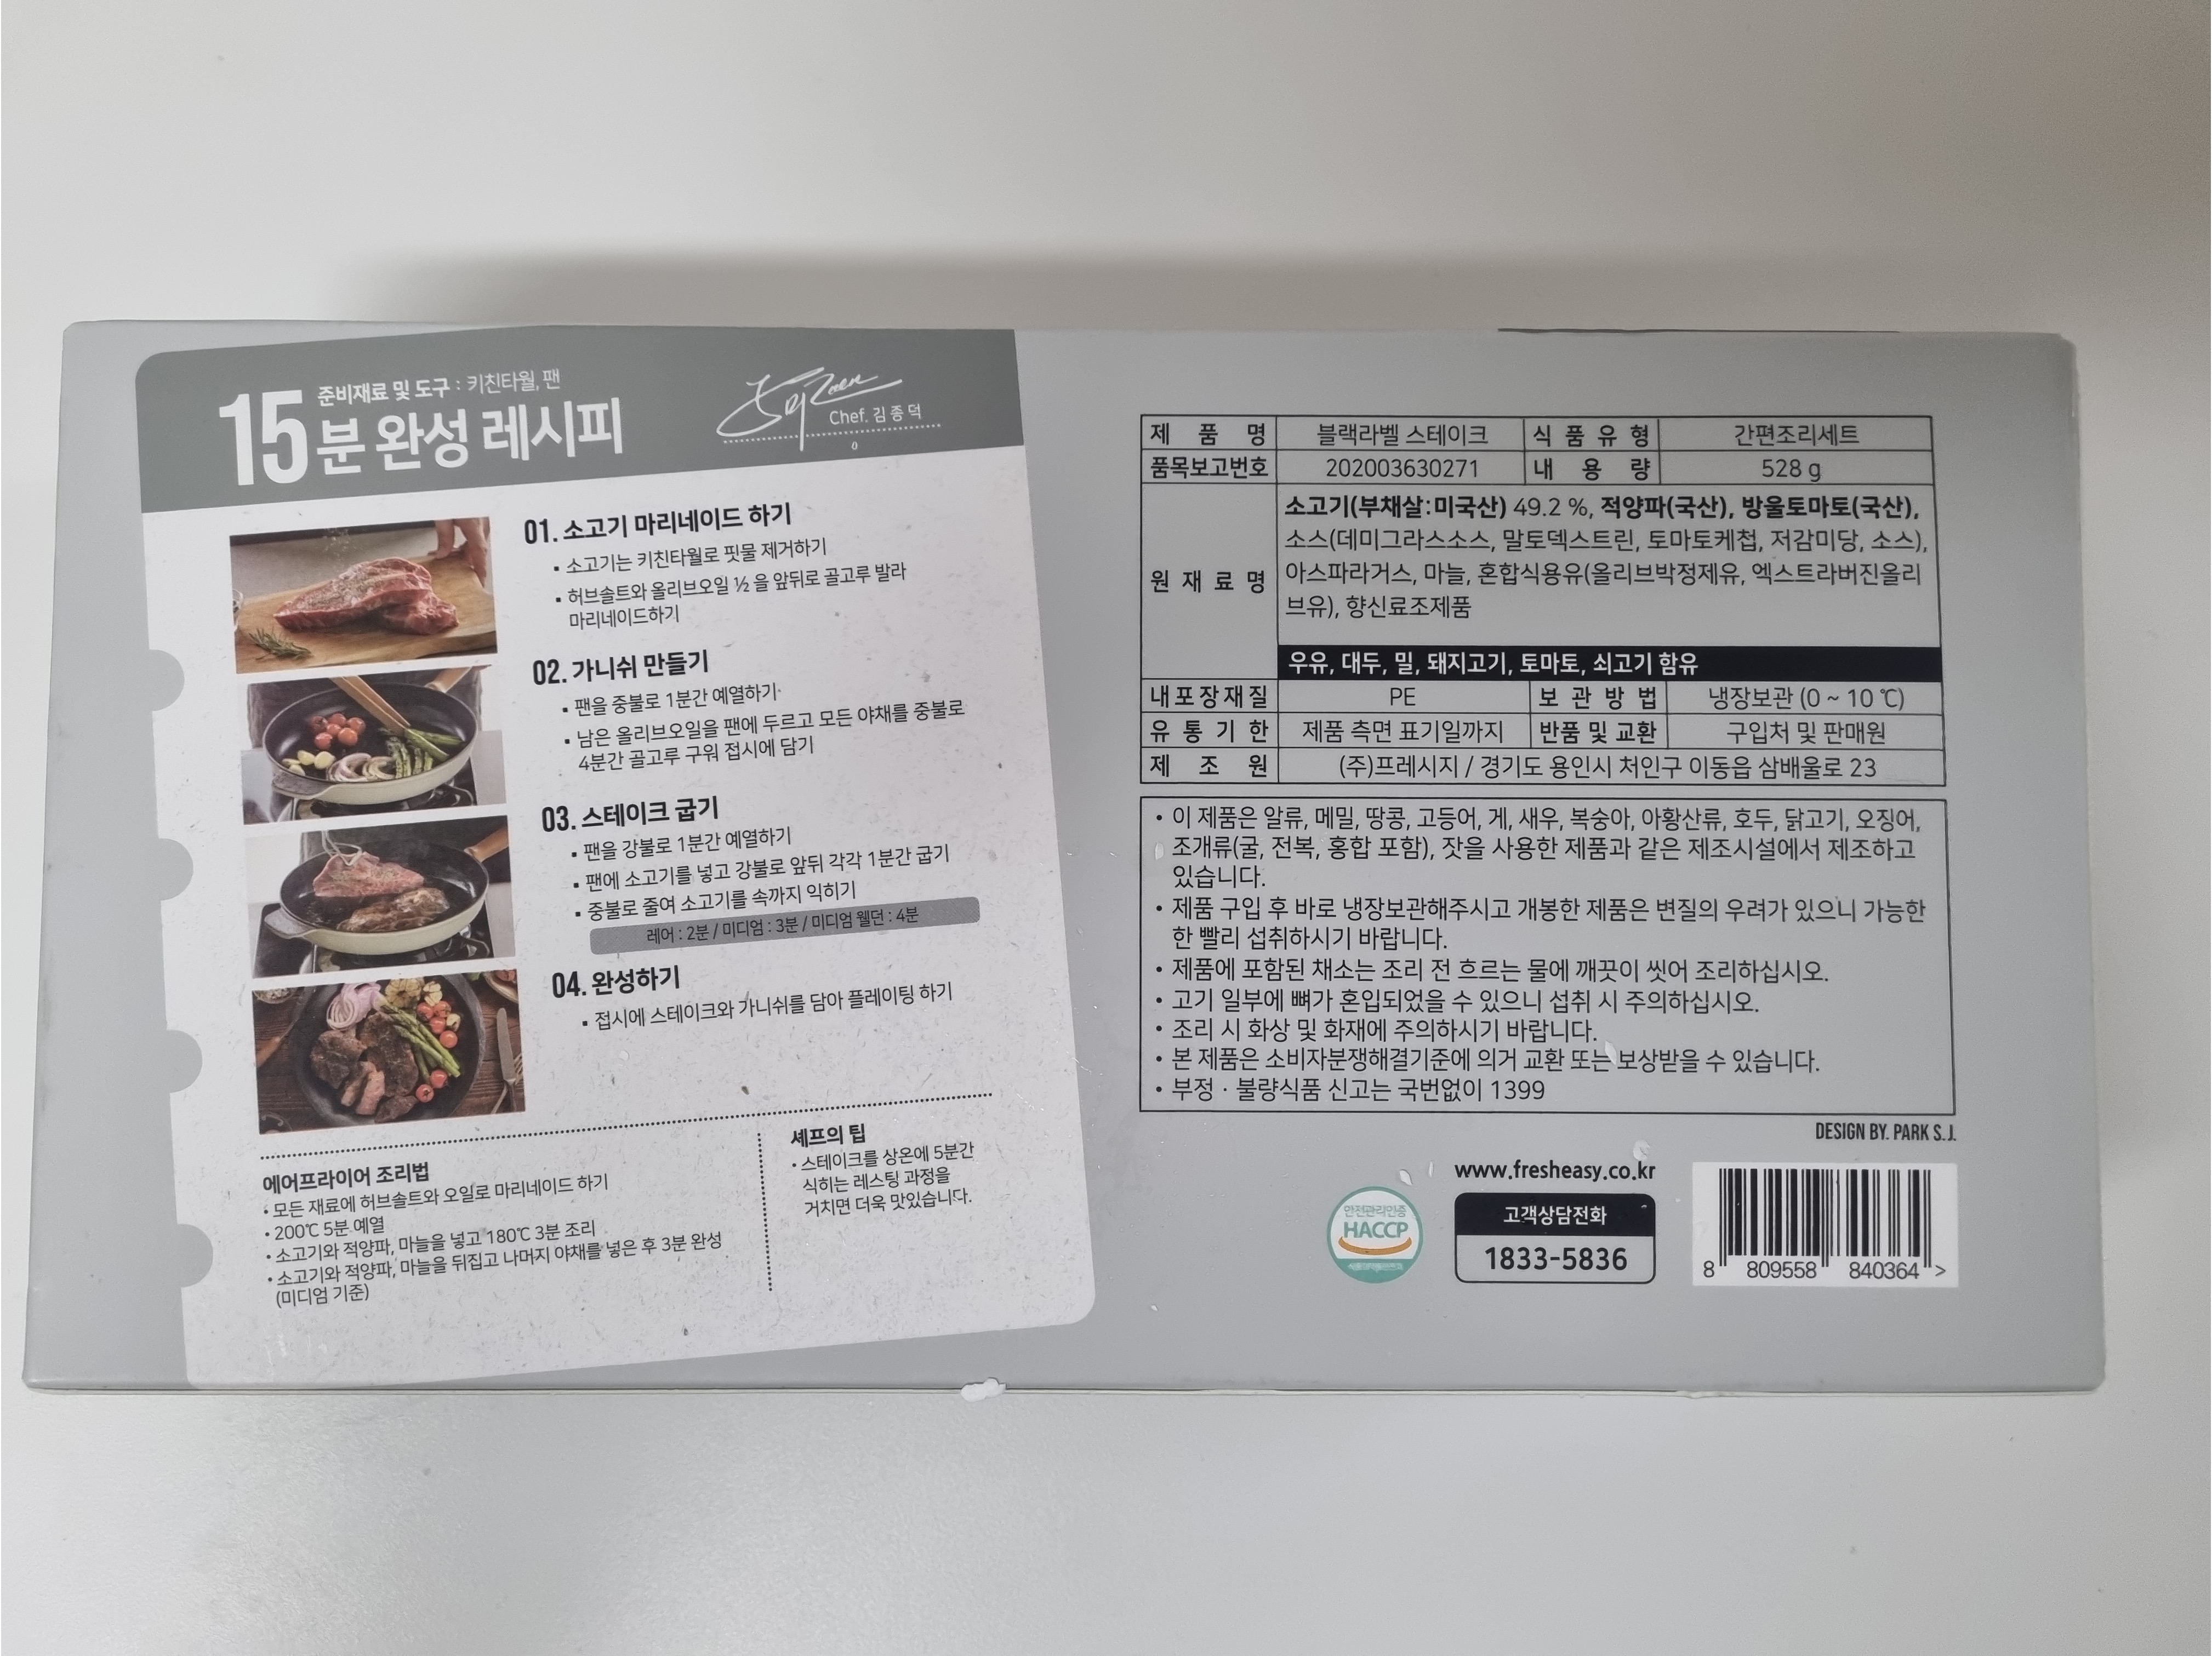 준비재료 및 도구 : 키친타월, 팬
15분 완성 레시피
Chef. 김종덕
01. 소고기 마리네이드 하기
▪ 소고기는 키친타월로 핏물 제거하기
▪ 허브솔트와 올리브오일 ½ 을 앞뒤로 골고루 발라
마리네이드하기
02. 가니쉬 만들기
▪ 팬을 중불로 1분간 예열하기
▪ 남은 올리브오일을 팬에 두르고 모든 야채를 중불로
4분간 골고루 구워 접시에 담기
03. 스테이크 굽기
▪ 팬을 강불로 1분간 예열하기
▪ 팬에 소고기를 넣고 강불로 앞뒤 각각 1분간 굽기
▪ 중불로 줄여 소고기를 속까지 익히기
레어 : 2분 / 미디엄 : 3분 / 미디엄 웰던 : 4분
04. 완성하기
▪ 접시에 스테이크와 가니쉬를 담아 플레이팅 하기
에어프라이어 조리법
• 모든 재료에 허브솔트와 오일로 마리네이드 하기
• 200℃ 5분 예열
• 소고기와 적양파, 마늘을 넣고 180℃ 3분 조리
• 소고기와 적양파, 마늘을 뒤집고 나머지 야채를 넣은 후 3분 완성
(미디엄 기준)
셰프의 팁
• 스테이크를 상온에 5분간
식히는 레스팅 과정을
거치면 더욱 맛있습니다.
제 품 명 블랙라벨 스테이크 식품유형 간편조리세트
품목보고번호 202003630271 내 용 량 528 g
원재료명
소고기(부채살:미국산) 49.2 %, 적양파(국산), 방울토마토(국산),
소스(데미그라스소스, 말토덱스트린, 토마토케첩, 저감미당, 소스),
아스파라거스, 마늘, 혼합식용유(올리브박정제유, 엑스트라버진올리
브유), 향신료조제품
우유, 대두, 밀, 돼지고기, 토마토, 쇠고기 함유
내포장재질 PE 보관방법 냉장보관 (0 ~ 10 ℃)
유통기한 제품 측면 표기일까지 반품 및 교환 구입처 및 판매원
제 조 원 (주)프레시지 / 경기도 용인시 처인구 이동읍 삼배울로 23
• 이 제품은 알류, 메밀, 땅콩, 고등어, 게, 새우, 복숭아, 아황산류, 호두, 닭고기, 오징어,
조개류(굴, 전복, 홍합 포함), 잣을 사용한 제품과 같은 제조시설에서 제조하고
있습니다.
• 제품 구입 후 바로 냉장보관해주시고 개봉한 제품은 변질의 우려가 있으니 가능한
한 빨리 섭취하시기 바랍니다.
• 제품에 포함된 채소는 조리 전 흐르는 물에 깨끗이 씻어 조리하십시오.
• 고기 일부에 뼈가 혼입되었을 수 있으니 섭취 시 주의하십시오.
• 조리 시 화상 및 화재에 주의하시기 바랍니다.
• 본 제품은 소비자분쟁해결기준에 의거 교환 또는 보상받을 수 있습니다.
• 부정 · 불량식품 신고는 국번없이 1399
DESIGN BY. PARK S. J.
www.fresheasy.co.kr
안전관리인증
HACCP
고객상담전화
1833-5836
8 809558 840364 >